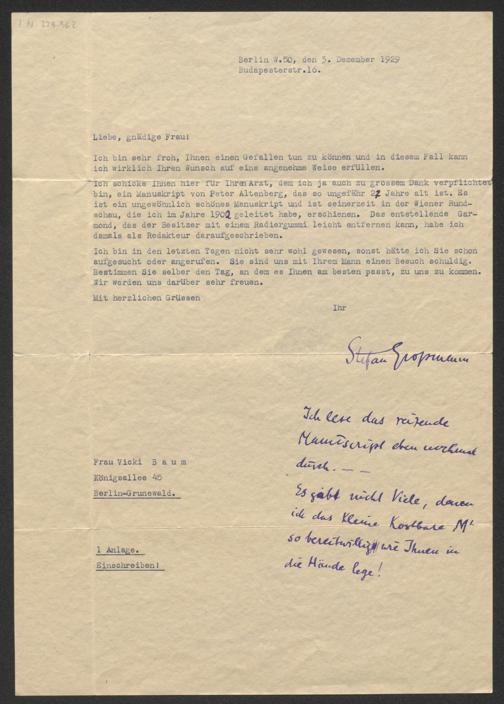 I.N. 224.562
Berlin W.50, den 5. Dezember 1929
Budapesterstr.16.
Liebe, gnädige Frau:
Ich bin sehr froh, Ihnen einen Gefallen tun zu können und in diesem Fall kann
ich wirklich Ihren Wunsch auf eine angenehme Weise erfüllen.
Ich schicke Ihnen hier für Ihren Arzt, dem ich ja auch zu grossem Dank verpflichtet
bin, ein Manuskript von Peter Altenberg, das so ungefähr Jahre alt ist. Es
ist ein ungewöhnlich schönes Manuskript und ist seinerzeit in der Wiener Rund-
schau, die ich im Jahre 1902 geleitet habe, erschienen. Das entstellende Gar-
mond, das der Besitzer mit einem Radiergummi leicht entfernen kann, habe ich
damals als Redakteur daraufgeschrieben.
Ich bin in den letzten Tagen nicht sehr wohl gewesen, sonst hätte ich Sie schon
aufgesucht oder angerufen. Sie sind uns mit Ihrem Mann einen Besuch schuldig.
Bestimmen Sie selber den Tag, an dem es Ihnen am besten passt, zu uns zu kommen.
Wir werden uns darüber sehr freuen.
Mit herzlichen Grüssen
Ihr
Stefan Großmann
Ich lese das reizende
Manuscript eben nochmal
durch. — —
Es gibt nicht Viele, denen
ich das kleine kostbare
so bereitwillig wie Ihnen in
die Hände lege!
Frau Vicki Baum
Königsallee 45
Berlin-Grunewald.
1 Anlage.
Einschreiben!